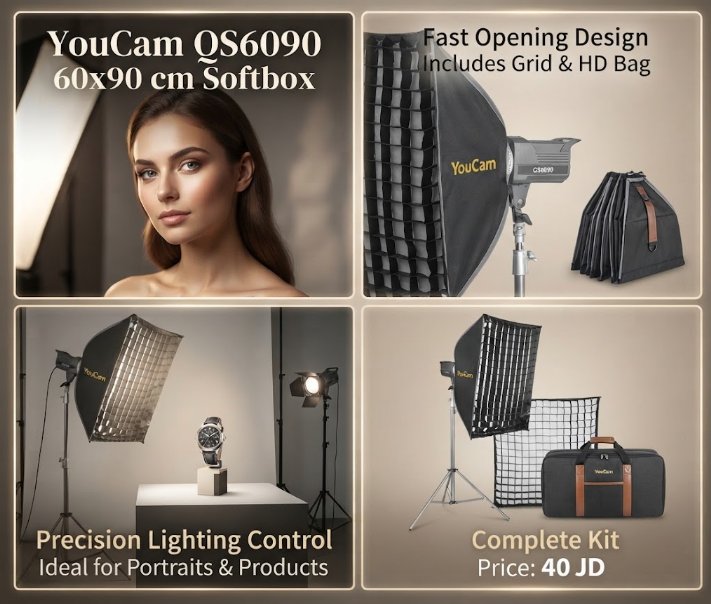 YouCam QS6090
60x90 cm Softbox
Fast Opening Design
Includes Grid & HD Bag
YouCam
QS6090
YouCam
Precision Lighting Control
Ideal for Portraits & Products
YouCam
YouCam
Complete Kit
Price: 40 JD